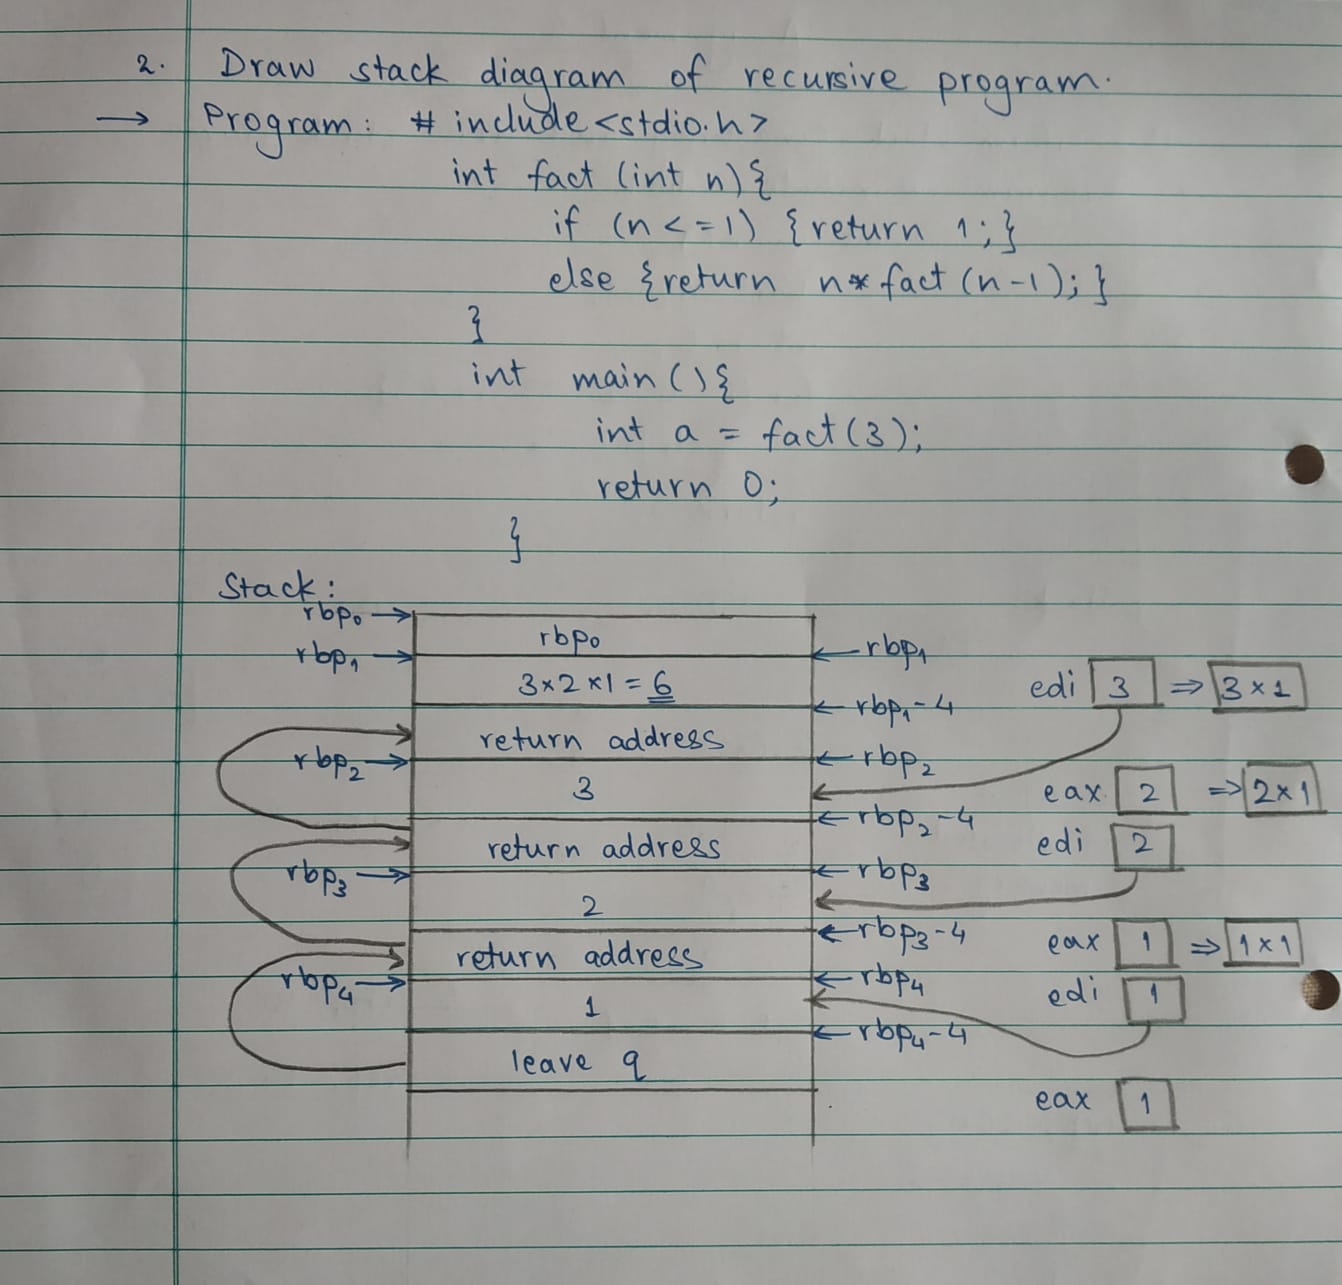 2. Draw stack diagram of recursive program.
→ Program: # include <stdio.h>
int fact (int n) {
if (n <= 1) { return 1; }
else { return n * fact (n-1); }
}
int main () {
int a = fact (3);
return 0;
}
Stack:
rbp₀ →
rbp₀
rbp₁ → ← rbp₁
3 × 2 × 1 = 6 edi 3 ⇒ 3 × 1
← rbp₁-4
return address
rbp₂ → ← rbp₂
3 eax 2 ⇒ 2 × 1
← rbp₂-4
return address edi 2
rbp₃ → ← rbp₃
2
← rbp₃-4 eax 1 ⇒ 1 × 1
return address
rbp₄ → ← rbp₄ edi 1
1
← rbp₄-4
leave q
eax 1